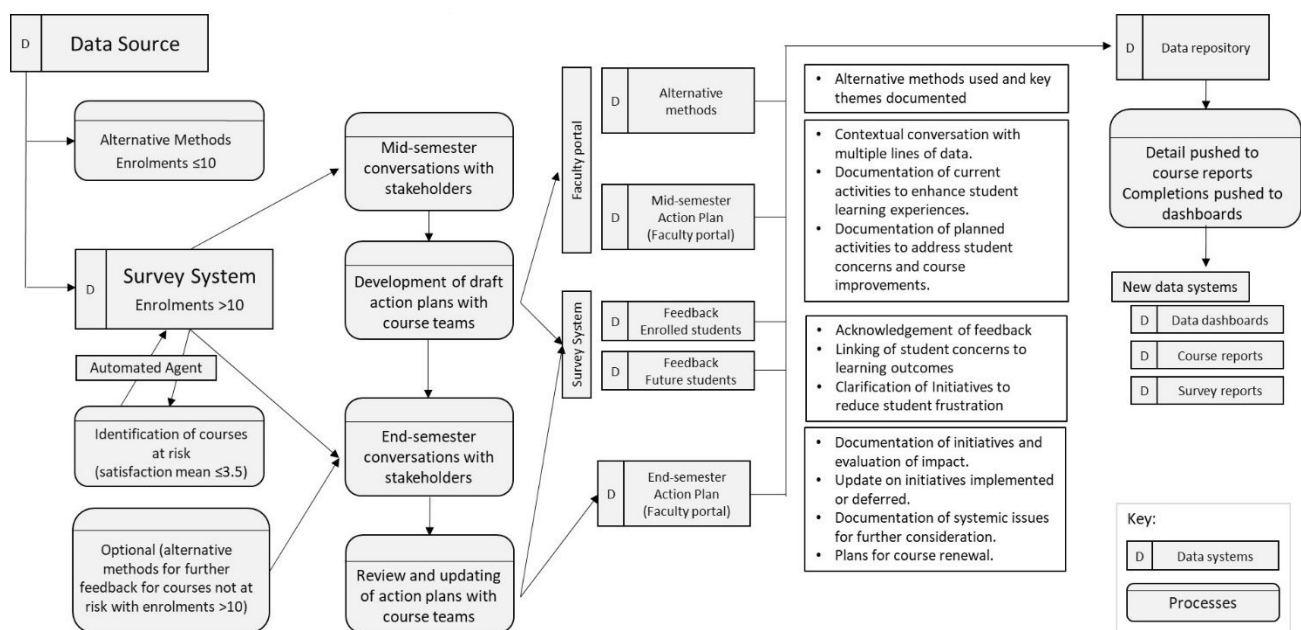 D
Data Source
Alternative Methods
Enrolments ≤10
D
Survey System
Enrolments >10
Automated Agent
Identification of courses
at risk
(satisfaction mean ≤3.5)
Optional (alternative
methods for further
feedback for courses not at
risk with enrolments >10)
Mid-semester
conversations with
stakeholders
Development of draft
action plans with
course teams
End-semester
conversations with
stakeholders
Review and updating
of action plans with
course teams
Faculty portal
D
Alternative
methods
D
Mid-semester
Action Plan
(Faculty portal)
Survey System
D
Feedback
Enrolled students
D
Feedback
Future students
D
End-semester
Action Plan
(Faculty portal)
• Alternative methods used and key
themes documented
• Contextual conversation with
multiple lines of data.
• Documentation of current
activities to enhance student
learning experiences.
• Documentation of planned
activities to address student
concerns and course
improvements.
• Acknowledgement of feedback
• Linking of student concerns to
learning outcomes
• Clarification of Initiatives to
reduce student frustration
• Documentation of initiatives and
evaluation of impact.
• Update on initiatives implemented
or deferred.
• Documentation of systemic issues
for further consideration.
• Plans for course renewal.
D
Data repository
Detail pushed to
course reports
Completions pushed to
dashboards
New data systems
D
Data dashboards
D
Course reports
D
Survey reports
Key:
D
Data systems
Processes